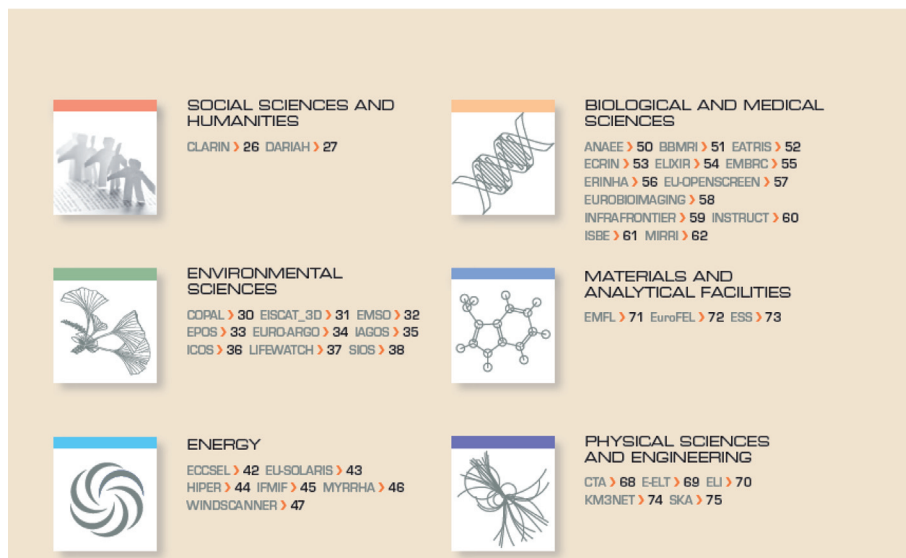 SOCIAL SCIENCES AND
HUMANITIES
CLARIN › 26 DARIAH › 27
BIOLOGICAL AND MEDICAL
SCIENCES
ANAEE › 50 BBMRI › 51 EATRIS › 52
ECRIN › 53 ELIXIR › 54 EMBRC › 55
ERINHA › 56 EU-OPENSCREEN › 57
EUROBIOIMAGING › 58
INFRAFRONTIER › 59 INSTRUCT › 60
ISBE › 61 MIRRI › 62
ENVIRONMENTAL
SCIENCES
COPAL › 30 EISCAT_3D › 31 EMSO › 32
EPOS › 33 EURO-ARGO › 34 IAGOS › 35
ICOS › 36 LIFEWATCH › 37 SIOS › 38
MATERIALS AND
ANALYTICAL FACILITIES
EMFL › 71 EuroFEL › 72 ESS › 73
ENERGY
ECCSEL › 42 EU-SOLARIS › 43
HIPER › 44 IFMIF › 45 MYRRHA › 46
WINDSCANNER › 47
PHYSICAL SCIENCES
AND ENGINEERING
CTA › 68 E-ELT › 69 ELI › 70
KM3NET › 74 SKA › 75